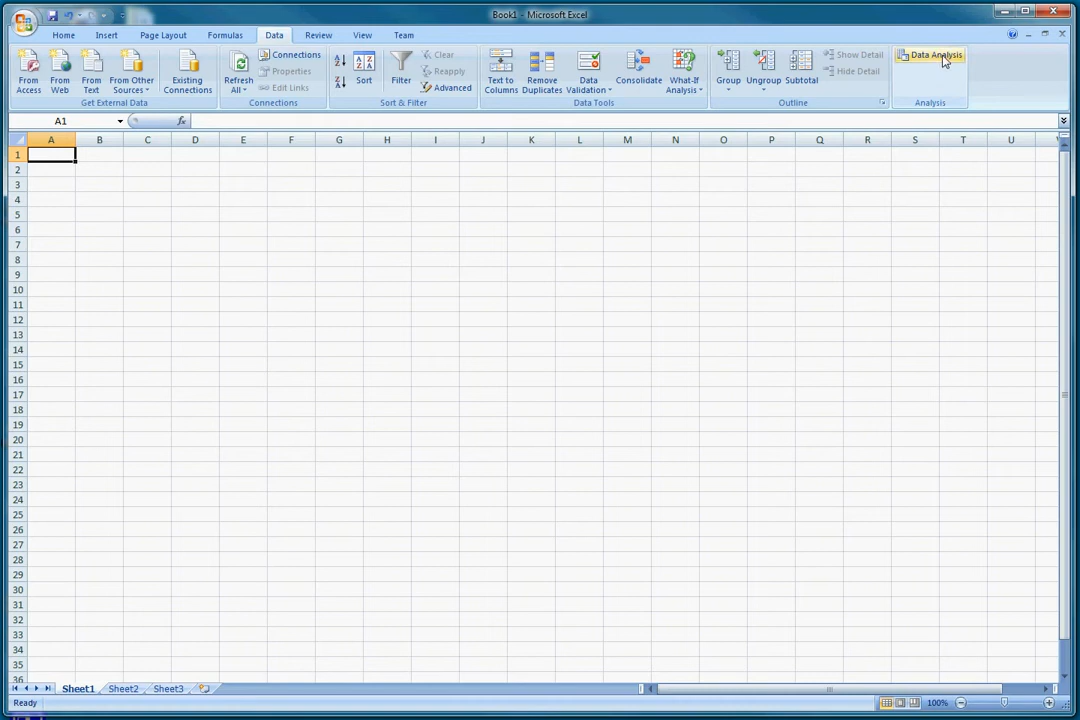 Book1 - Microsoft Excel
Home Insert Page Layout Formulas Data Review View Team
From Access
From Web
From Text
From Other Sources
Existing Connections
Get External Data
Refresh All
Connections
Properties
Edit Links
Connections
Sort
Filter
Clear
Reapply
Advanced
Sort & Filter
Text to Columns
Remove Duplicates
Data Validation
Consolidate
What-If Analysis
Data Tools
Group
Ungroup
Subtotal
Show Detail
Hide Detail
Outline
Data Analysis
Analysis
A1 fx
A B C D E F G H I J K L M N O P Q R S T U
1
2
3
4
5
6
7
8
9
10
11
12
13
14
15
16
17
18
19
20
21
22
23
24
25
26
27
28
29
30
31
32
33
34
35
36
Sheet1 Sheet2 Sheet3
Ready 100%